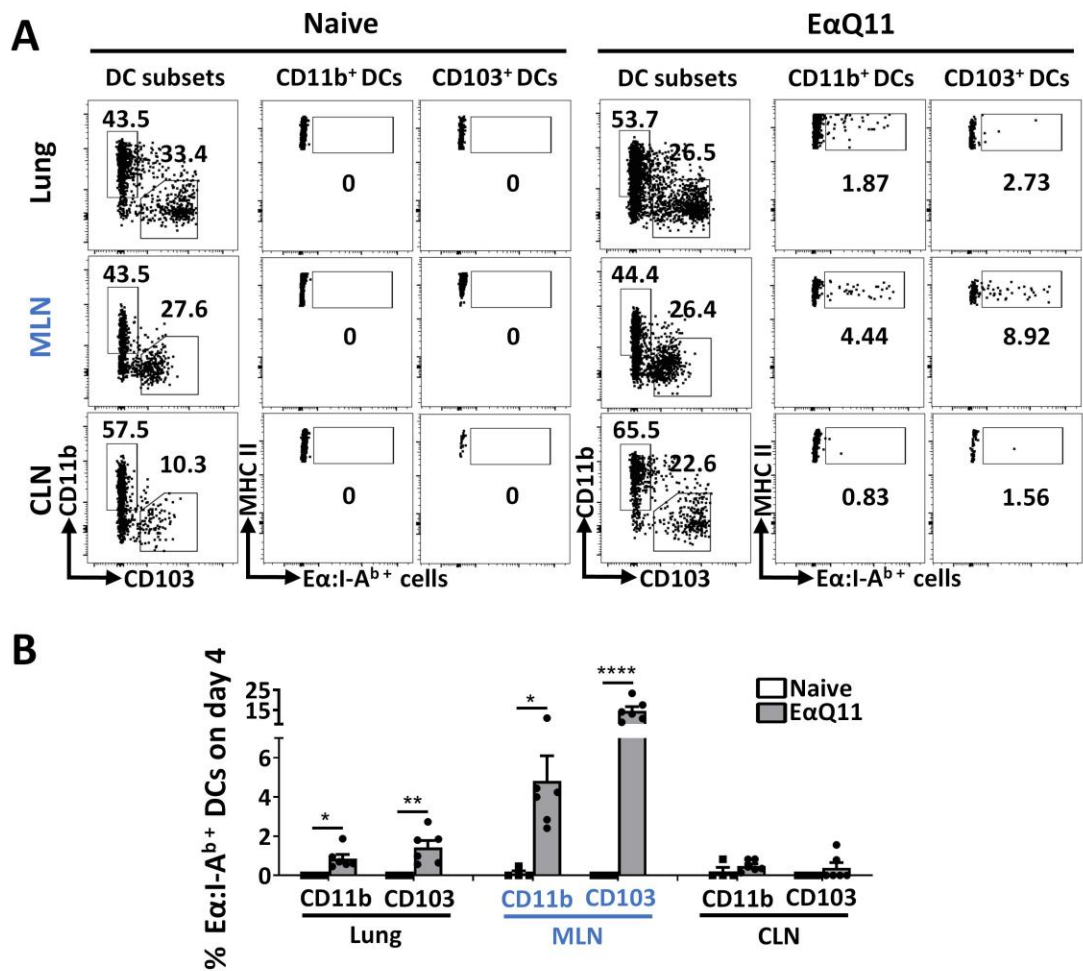 A
Naive
EαQ11
DC subsets
CD11b+ DCs
CD103+ DCs
DC subsets
CD11b+ DCs
CD103+ DCs
Lung
43.5
33.4
0
0
53.7
26.5
1.87
2.73
MLN
43.5
27.6
0
0
44.4
26.4
4.44
8.92
CLN
57.5
10.3
0
0
65.5
22.6
0.83
1.56
CD11b
MHC II
CD11b
MHC II
CD103
Eα:I-Ab+ cells
CD103
Eα:I-Ab+ cells
B
% Eα:I-Ab+ DCs on day 4
25
15
6
4
2
0
*
**
*
****
Naive
EαQ11
CD11b CD103 CD11b CD103 CD11b CD103
Lung MLN CLN